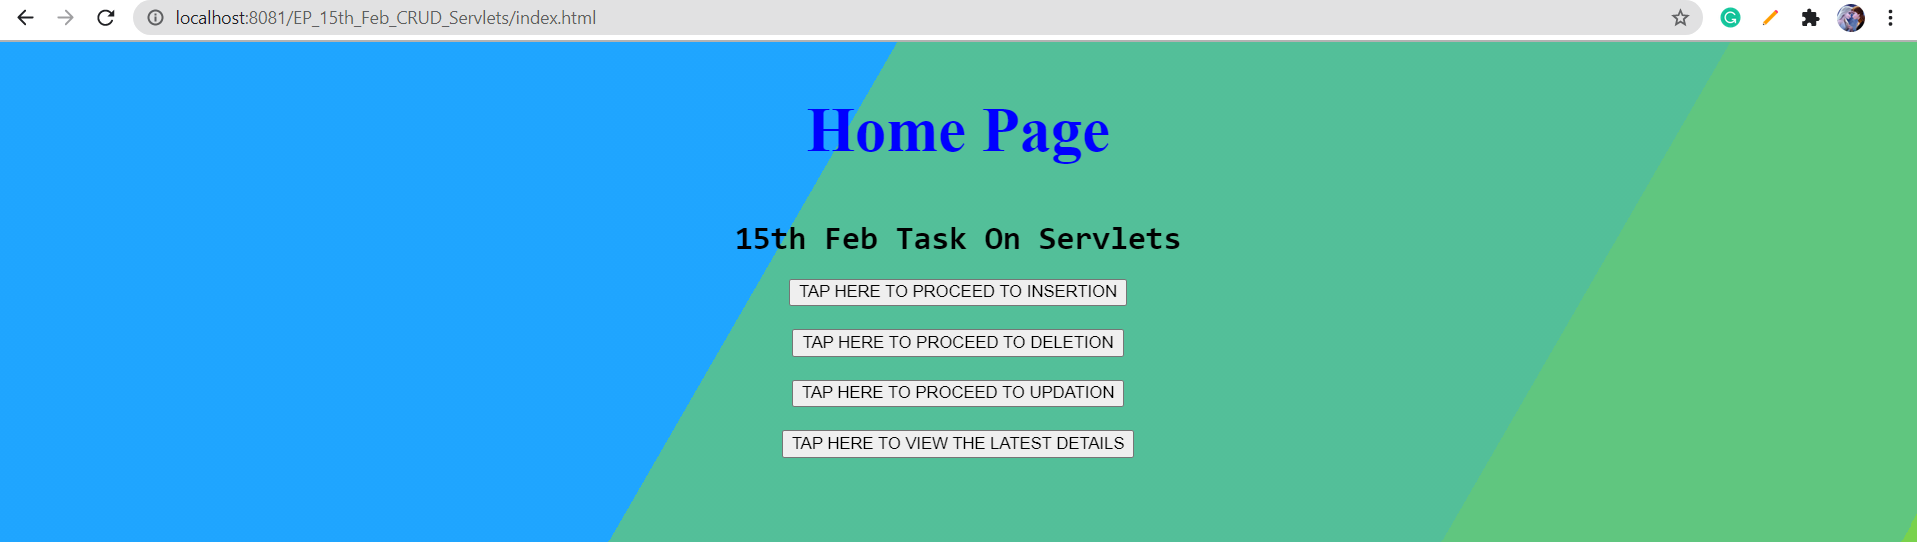 localhost:8081/EP_15th_Feb_CRUD_Servlets/index.html
Home Page
15th Feb Task On Servlets
TAP HERE TO PROCEED TO INSERTION
TAP HERE TO PROCEED TO DELETION
TAP HERE TO PROCEED TO UPDATION
TAP HERE TO VIEW THE LATEST DETAILS